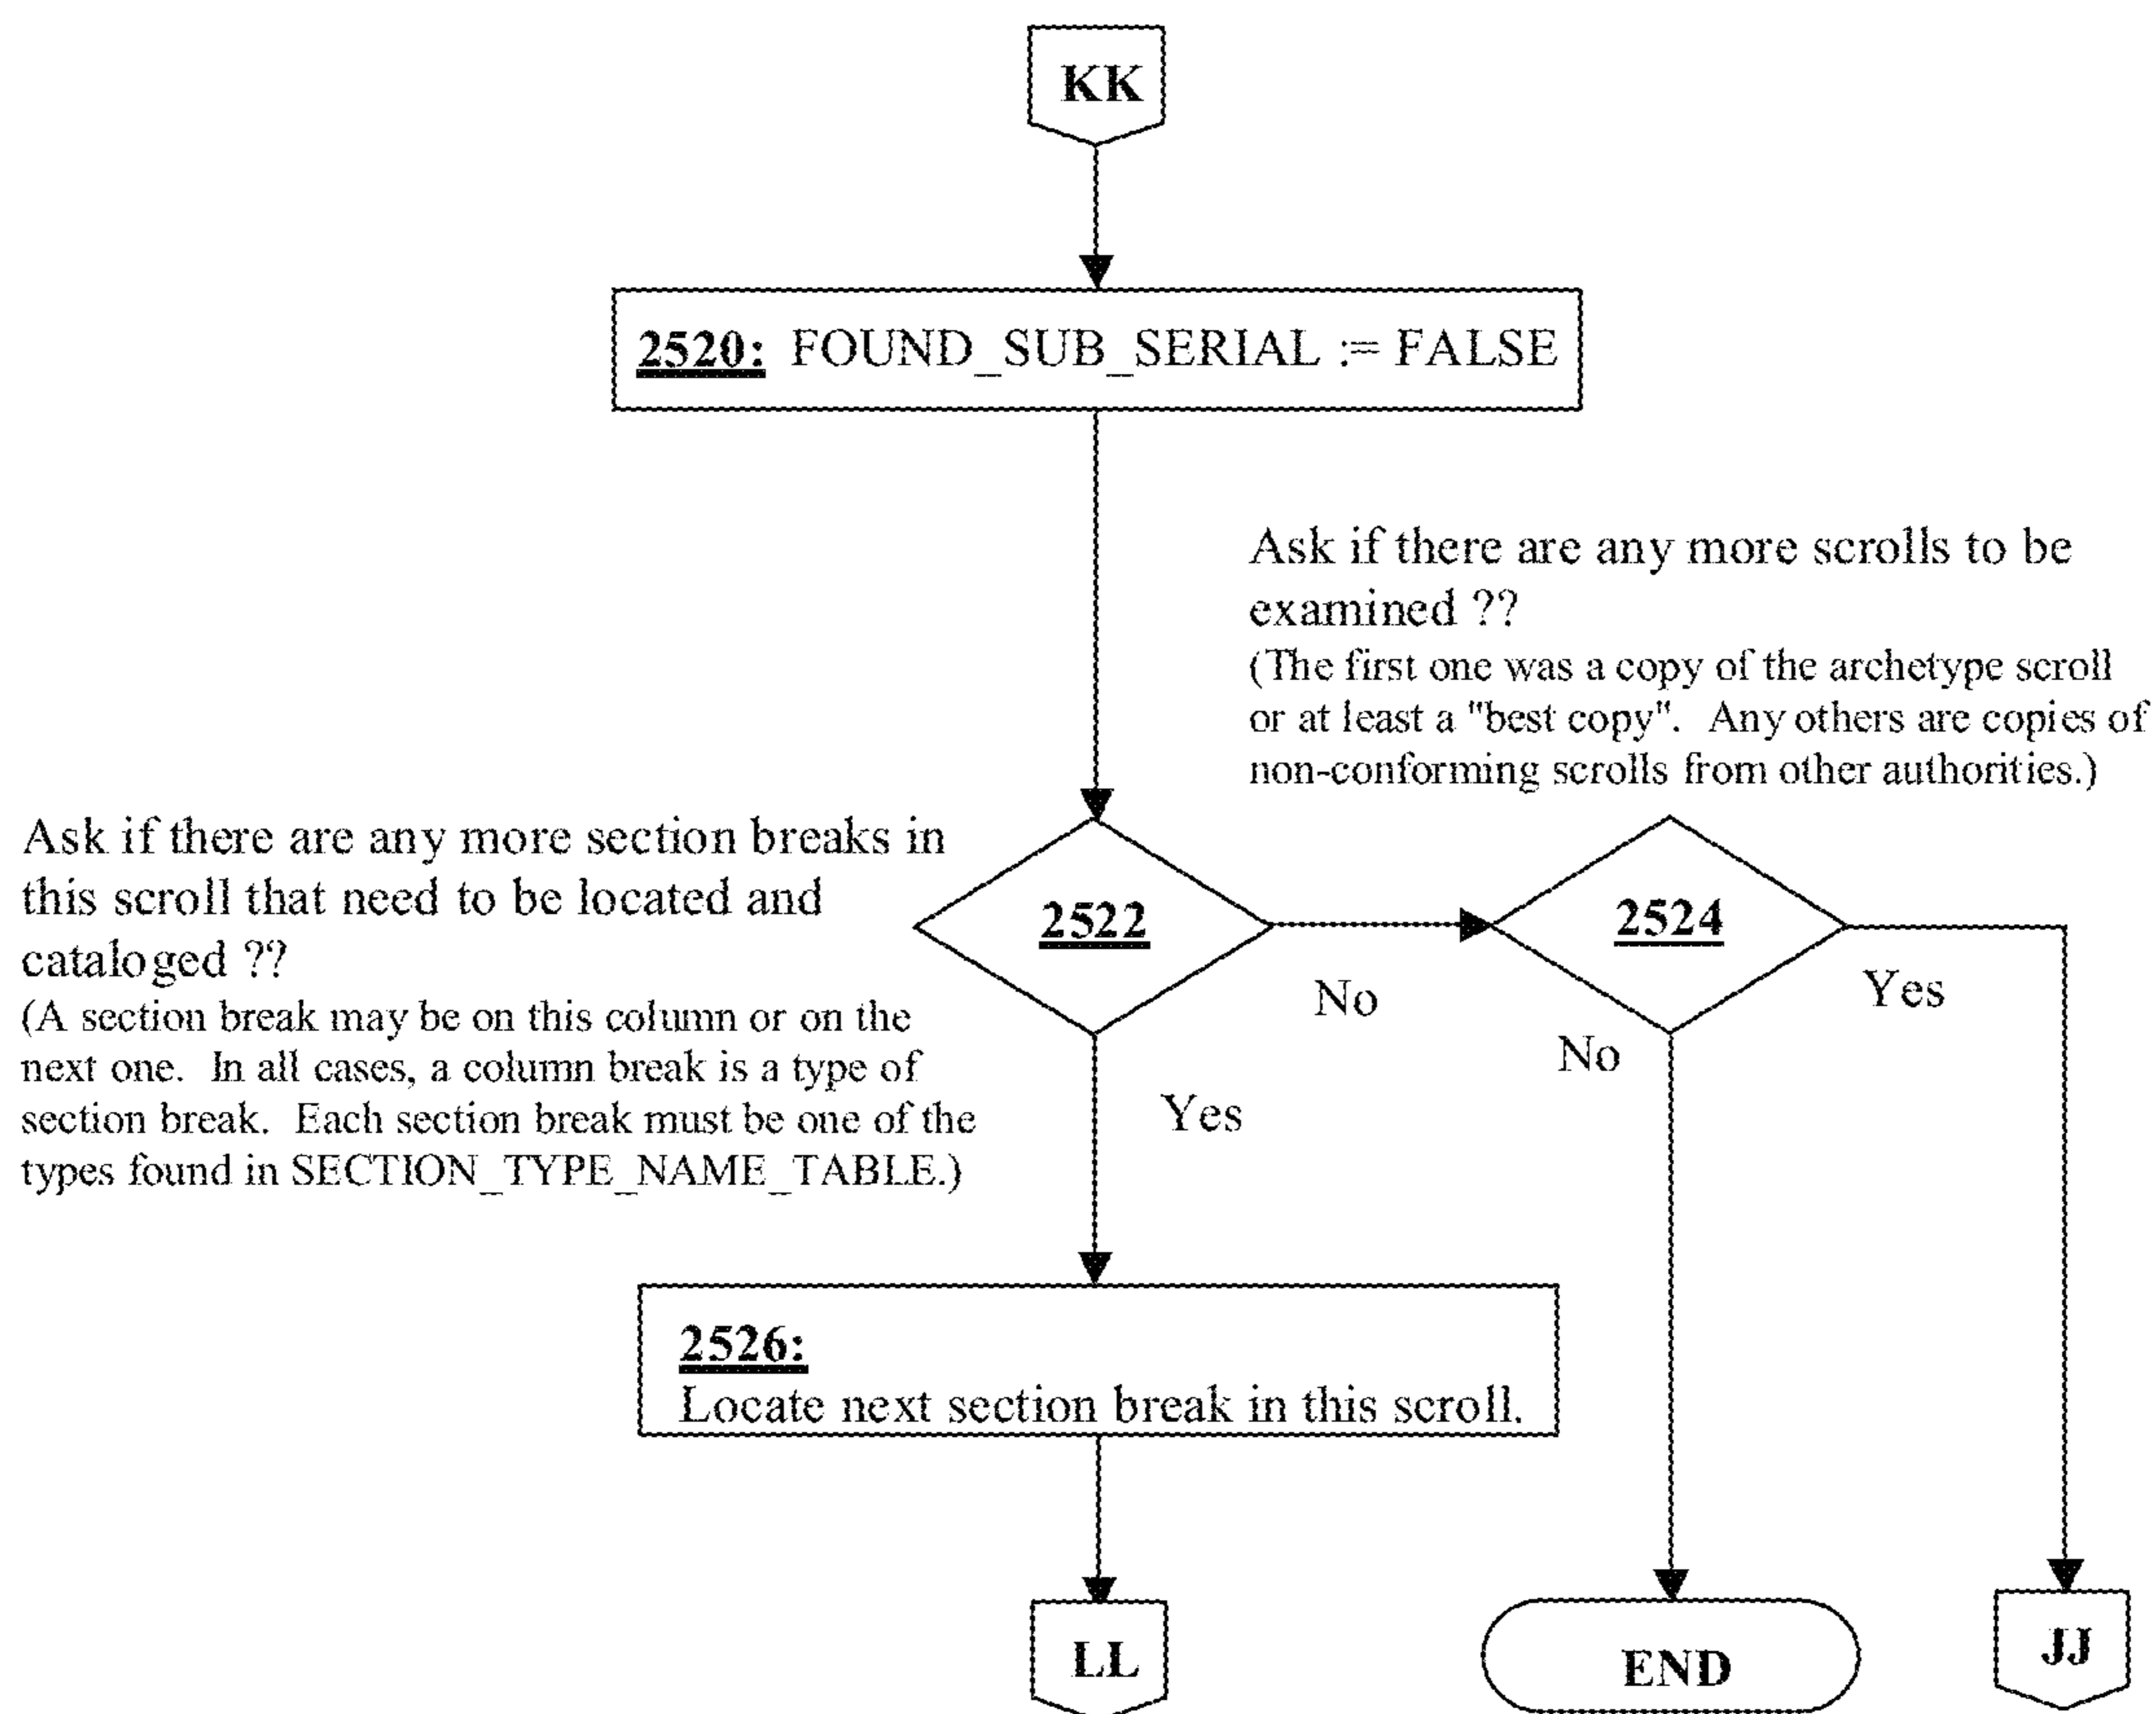 KK
2520: FOUND_SUB_SERIAL := FALSE
Ask if there are any more scrolls to be
examined ??
(The first one was a copy of the archetype scroll
or at least a "best copy". Any others are copies of
non-conforming scrolls from other authorities.)
Ask if there are any more section breaks in
this scroll that need to be located and
cataloged ??
(A section break may be on this column or on the
next one. In all cases, a column break is a type of
section break. Each section break must be one of the
types found in SECTION_TYPE_NAME_TABLE.)
2522
No
Yes
2524
Yes
No
2526:
Locate next section break in this scroll.
LL
END
JJ